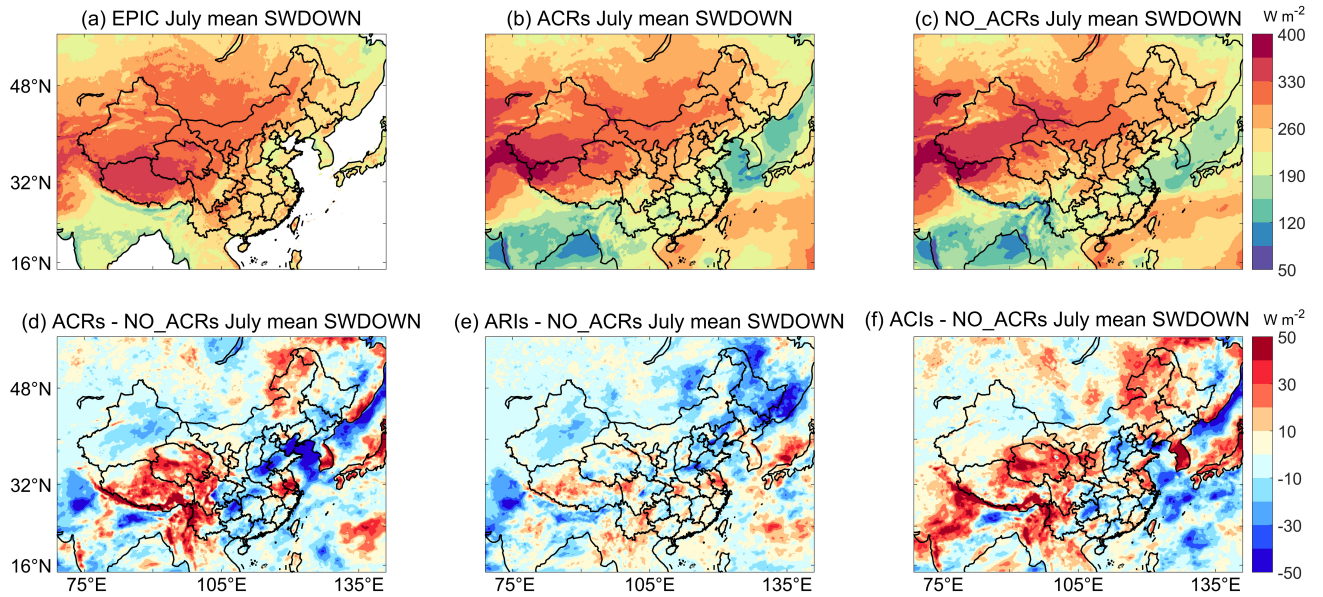 (a) EPIC July mean SWDOWN
(b) ACRs July mean SWDOWN
(c) NO_ACRs July mean SWDOWN
W m-2
48°N
32°N
16°N
400
330
260
190
120
50
(d) ACRs - NO_ACRs July mean SWDOWN
(e) ARIs - NO_ACRs July mean SWDOWN
(f) ACIs - NO_ACRs July mean SWDOWN
W m-2
48°N
32°N
16°N
50
30
10
-10
-30
-50
75°E
105°E
135°E
75°E
105°E
135°E
75°E
105°E
135°E